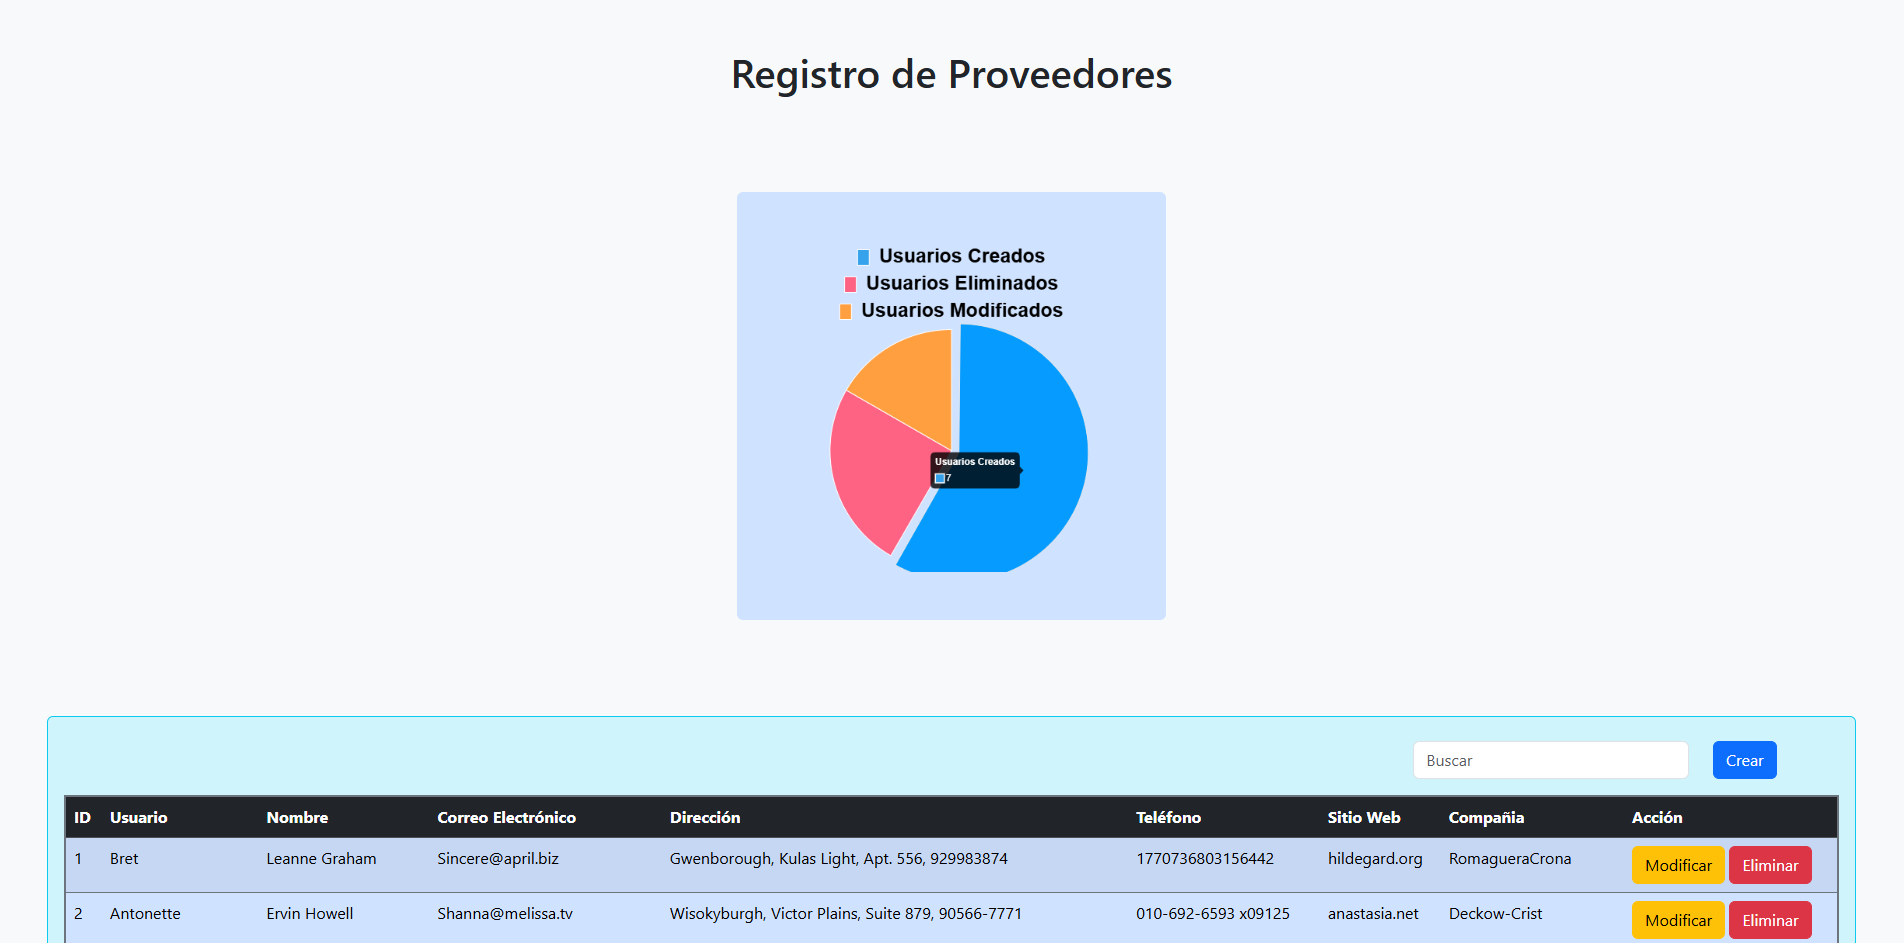 Registro de Proveedores
Usuarios Creados
Usuarios Eliminados
Usuarios Modificados
Usuarios Creados
7
Buscar
Crear
ID Usuario Nombre Correo Electrónico Dirección Teléfono Sitio Web Compañia Acción
1 Bret Leanne Graham Sincere@april.biz Gwenborough, Kulas Light, Apt. 556, 929983874 1770736803156442 hildegard.org RomagueraCrona Modificar Eliminar
2 Antonette Ervin Howell Shanna@melissa.tv Wisokyburgh, Victor Plains, Suite 879, 90566-7771 010-692-6593 x09125 anastasia.net Deckow-Crist Modificar Eliminar